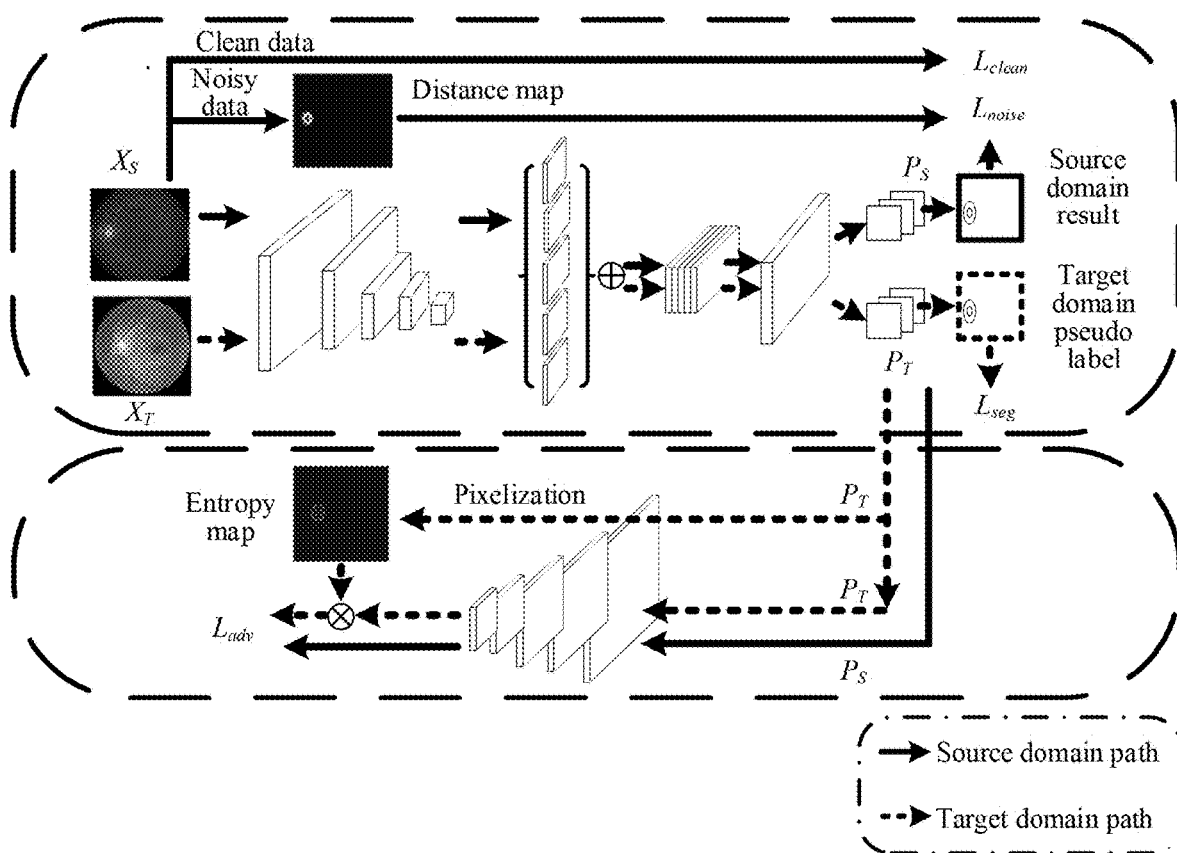 Clean data
L_clean
Noisy
data
Distance map
L_noise
X_S
P_S
Source
domain
result
Target
domain
pseudo
label
X_T
P_T
L_seg
Entropy
map
Pixelization
P_T
P_T
L_adv
P_S
Source domain path
Target domain path